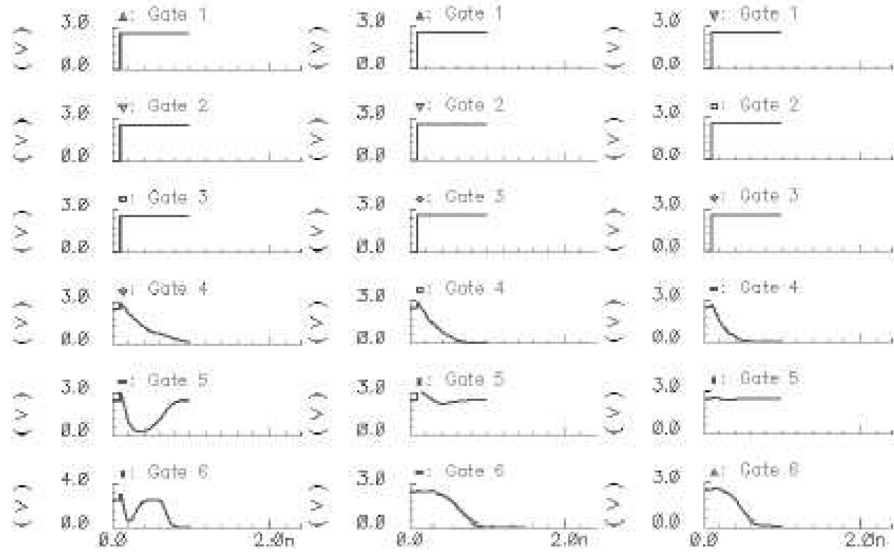 3.0 Gate 1 3.0 Gate 1 3.0 Gate 1
(V) (V) (V)
0.0 0.0 0.0
3.0 Gate 2 3.0 Gate 2 3.0 Gate 2
(V) (V) (V)
0.0 0.0 0.0
3.0 Gate 3 3.0 Gate 3 3.0 Gate 3
(V) (V) (V)
0.0 0.0 0.0
3.0 Gate 4 3.0 Gate 4 3.0 Gate 4
(V) (V) (V)
0.0 0.0 0.0
3.0 Gate 5 3.0 Gate 5 3.0 Gate 5
(V) (V) (V)
0.0 0.0 0.0
4.0 Gate 6 3.0 Gate 6 3.0 Gate 6
(V) (V) (V)
0.0 0.0 0.0
0.0 2.0n 0.0 2.0n 0.0 2.0n